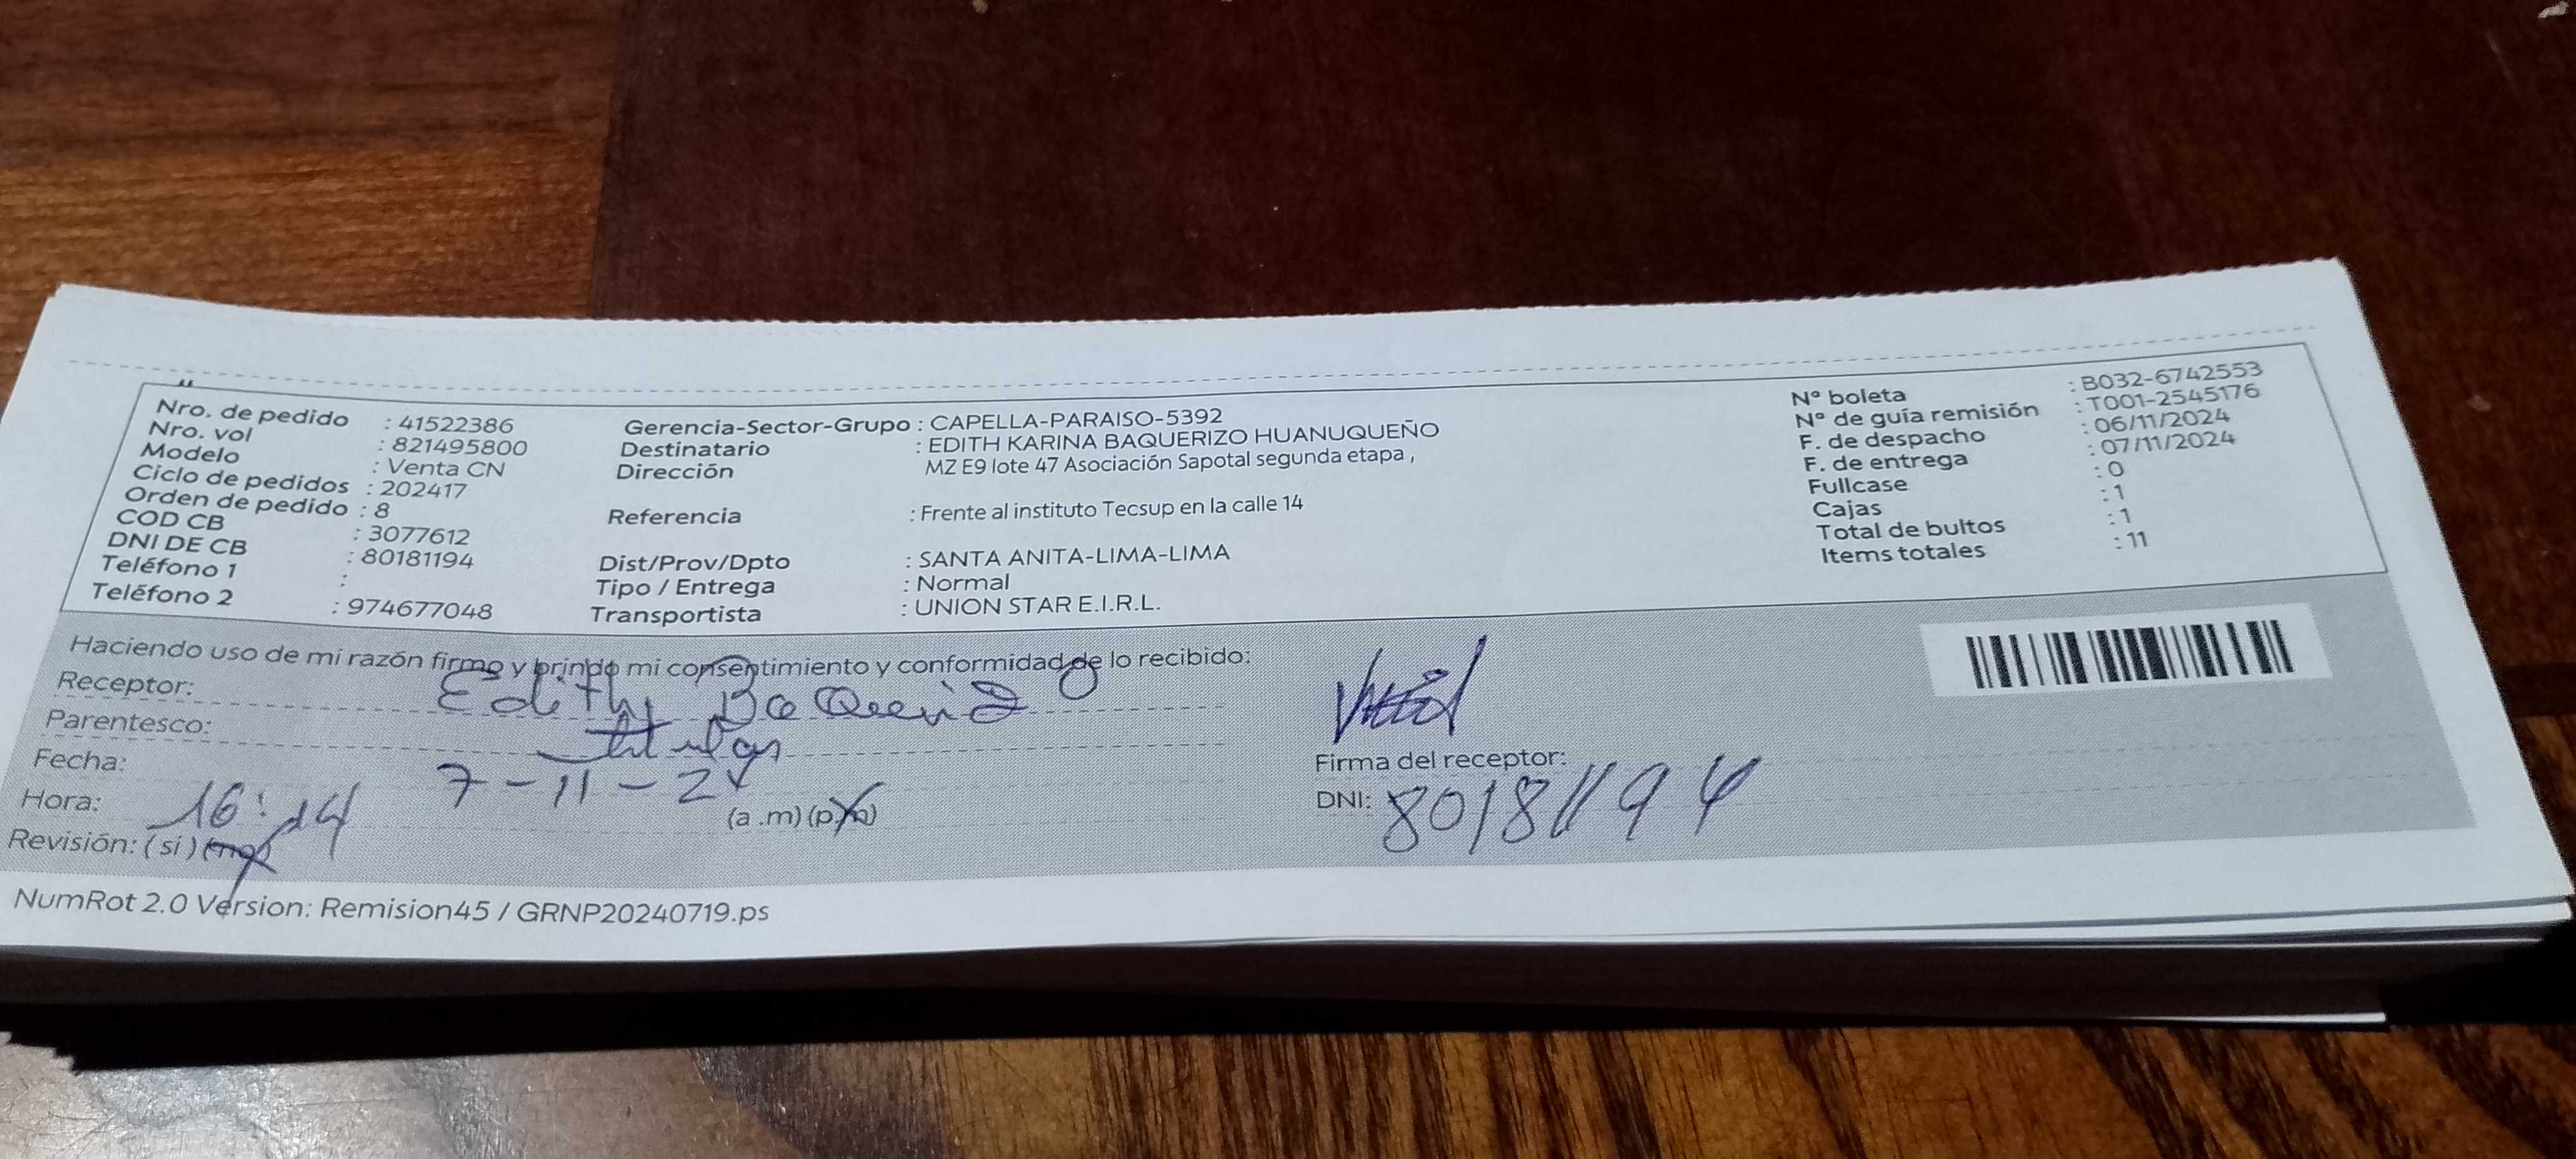 Nro. de pedido : 41522386
Nro. vol : 821495800
Modelo : Venta CN
Ciclo de pedidos : 202417
Orden de pedido : 8
COD CB : 3077612
DNI DE CB : 80181194
Teléfono 1 :
Teléfono 2 : 974677048
Gerencia-Sector-Grupo : CAPELLA-PARAISO-5392
Destinatario : EDITH KARINA BAQUERIZO HUANUQUEÑO
Dirección MZ E9 lote 47 Asociación Sapotal segunda etapa ,
Referencia : Frente al instituto Tecsup en la calle 14
Dist/Prov/Dpto : SANTA ANITA-LIMA-LIMA
Tipo / Entrega : Normal
Transportista : UNION STAR E.I.R.L.
Nº boleta : B032-6742553
Nº de guía remisión : T001-2545176
F. de despacho : 06/11/2024
F. de entrega : 07/11/2024
Fullcase : 0
Cajas : 1
Total de bultos : 1
Items totales : 11
Haciendo uso de mi razón firmo y brindo mi consentimiento y conformidad de lo recibido:
Receptor: Edith
Parentesco: titular
Fecha: 7-11-24
Hora: 16:24 (a .m) (p.m)
Revisión: ( si ) (no)
Firma del receptor:
DNI: 80181194
NumRot 2.0 Version: Remision45 / GRNP20240719.ps